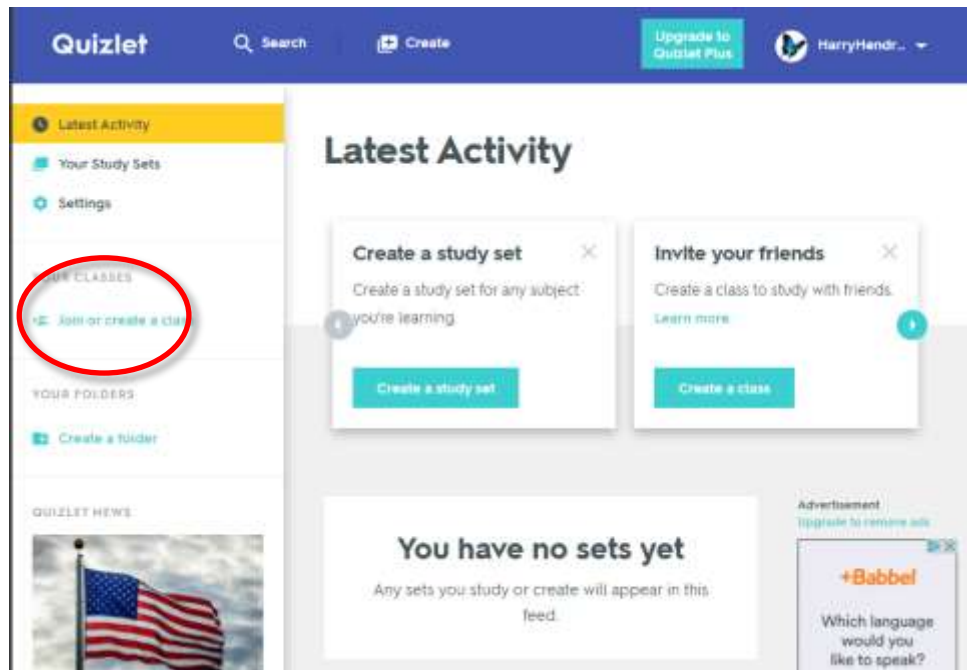 Quizlet
Search
Create
Upgrade to
Quizlet Plus
HarryHendr..
Latest Activity
Your Study Sets
Settings
YOUR CLASSES
Join or create a class
YOUR FOLDERS
Create a folder
QUIZLET NEWS
Latest Activity
Create a study set
Create a study set for any subject
you're learning.
Create a study set
Invite your friends
Create a class to study with friends.
Learn more
Create a class
You have no sets yet
Any sets you study or create will appear in this
feed.
Advertisement
Upgrade to remove ads
+Babbel
Which language
would you
like to speak?